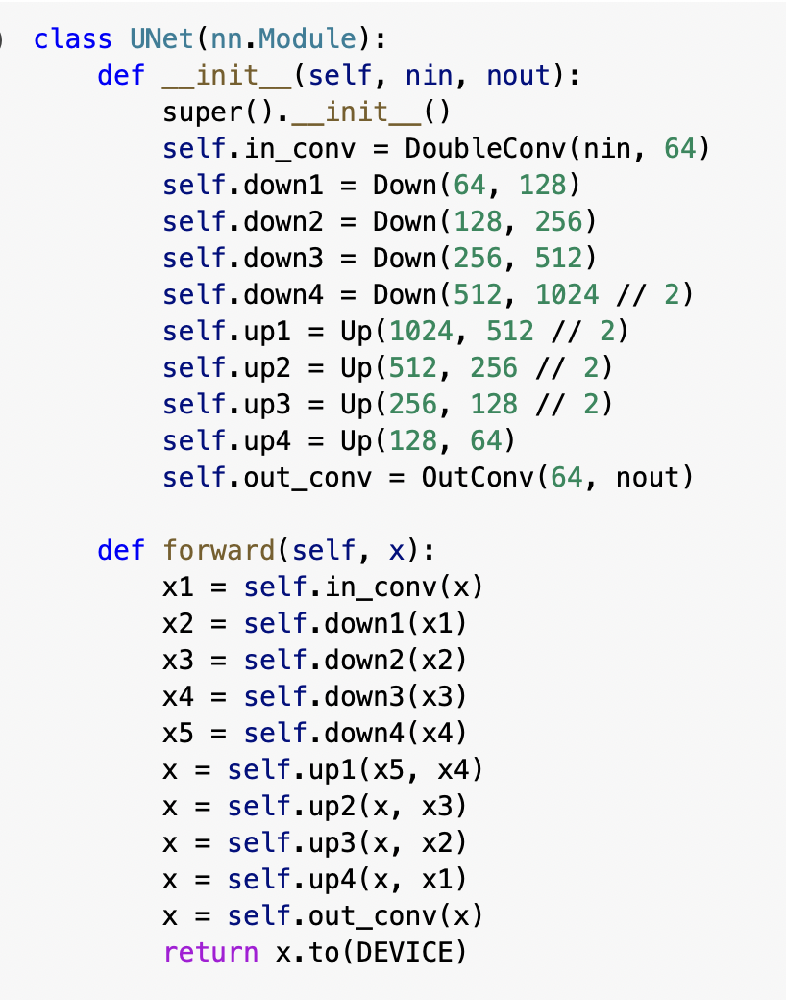 class UNet(nn.Module):
    def __init__(self, nin, nout):
        super().__init__()
        self.in_conv = DoubleConv(nin, 64)
        self.down1 = Down(64, 128)
        self.down2 = Down(128, 256)
        self.down3 = Down(256, 512)
        self.down4 = Down(512, 1024 // 2)
        self.up1 = Up(1024, 512 // 2)
        self.up2 = Up(512, 256 // 2)
        self.up3 = Up(256, 128 // 2)
        self.up4 = Up(128, 64)
        self.out_conv = OutConv(64, nout)

    def forward(self, x):
        x1 = self.in_conv(x)
        x2 = self.down1(x1)
        x3 = self.down2(x2)
        x4 = self.down3(x3)
        x5 = self.down4(x4)
        x = self.up1(x5, x4)
        x = self.up2(x, x3)
        x = self.up3(x, x2)
        x = self.up4(x, x1)
        x = self.out_conv(x)
        return x.to(DEVICE)